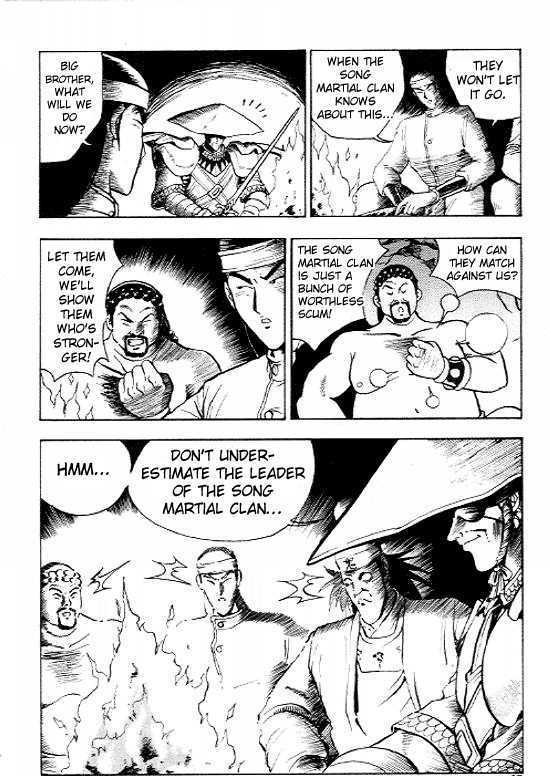 BIG
BROTHER,
WHAT
WILL WE
DO
NOW?
WHEN THE
SONG
MARTIAL CLAN
KNOWS
ABOUT THIS...
THEY
WON'T LET
IT GO.
LET THEM
COME,
WE'LL
SHOW
THEM
WHO'S
STRON-
GER!
THE SONG
MARTIAL CLAN
IS JUST A
BUNCH OF
WORTHLESS
SCUM!
HOW CAN
THEY MATCH
AGAINST US?
HMM...
DON'T UNDER-
ESTIMATE THE LEADER
OF THE SONG
MARTIAL CLAN...